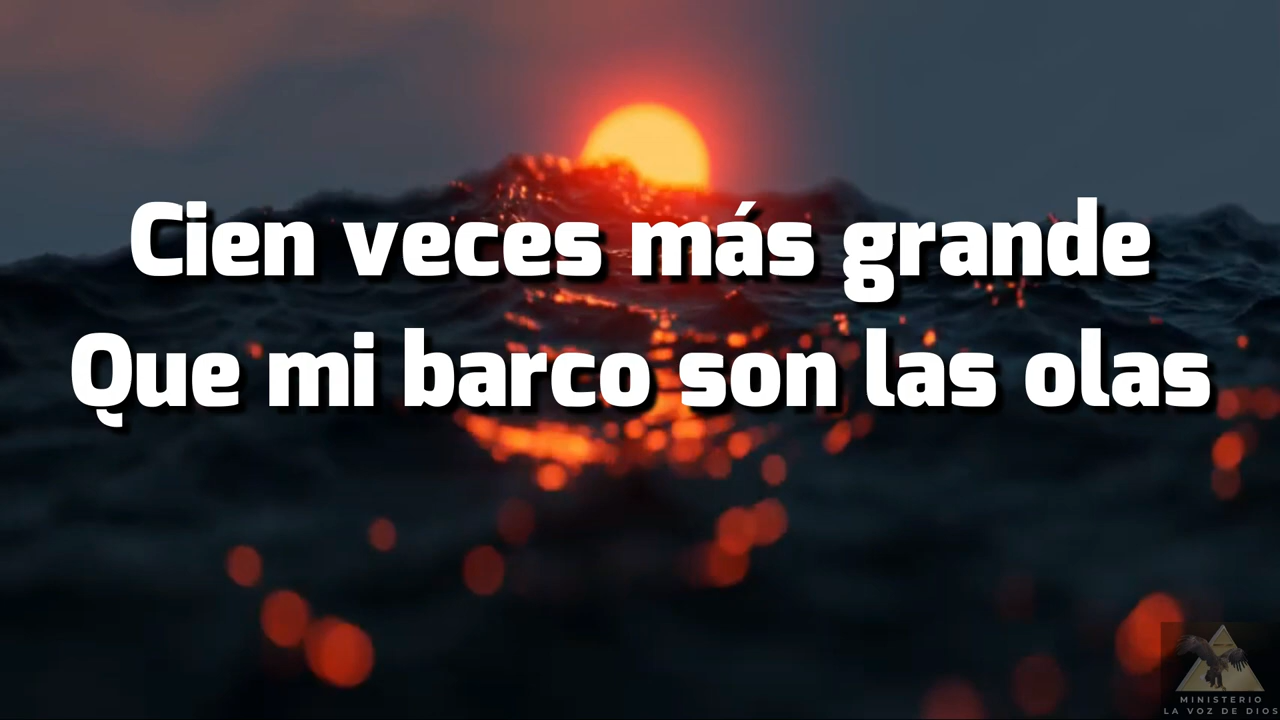 Cien veces más grande
Que mi barco son las olas
MINISTERIO
LA VOZ DE DIOS